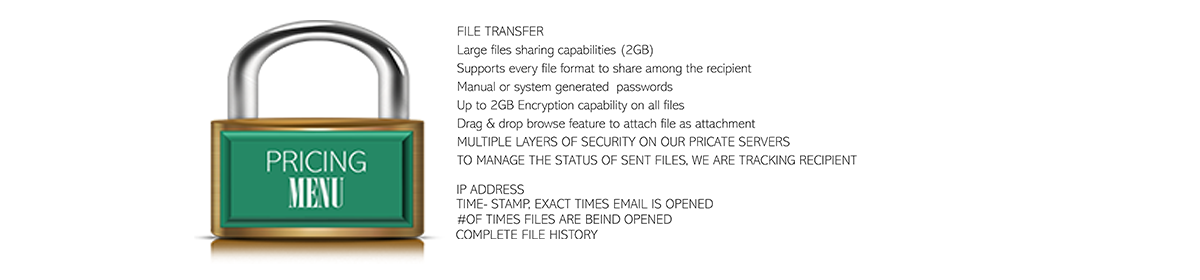 PRICING
MENU
FILE TRANSFER
Large files sharing capabilities (2GB)
Supports every file format to share among the recipient
Manual or system generated passwords
Up to 2GB Encryption capability on all files
Drag & drop browse feature to attach file as attachment
MULTIPLE LAYERS OF SECURITY ON OUR PRICATE SERVERS
TO MANAGE THE STATUS OF SENT FILES, WE ARE TRACKING RECIPIENT
IP ADDRESS
TIME- STAMP, EXACT TIMES EMAIL IS OPENED
#OF TIMES FILES ARE BEIND OPENED
COMPLETE FILE HISTORY